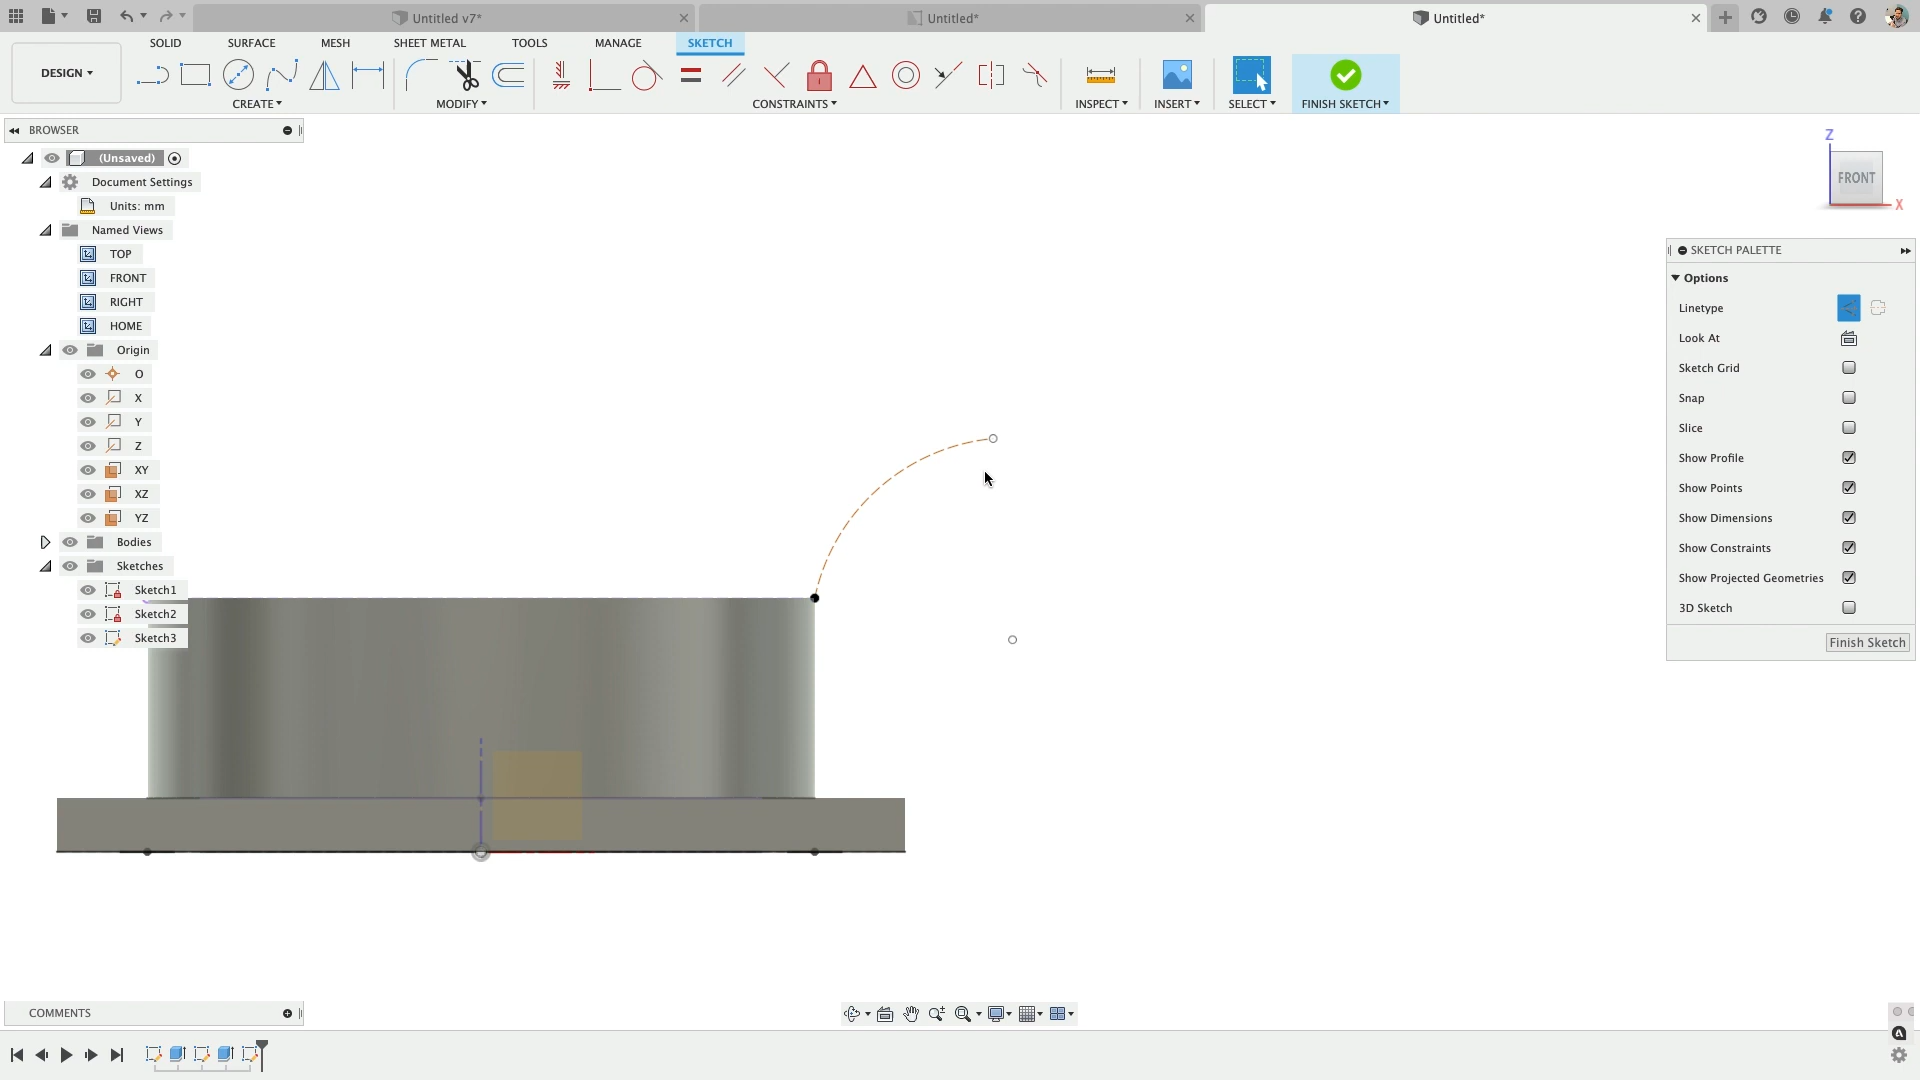 Untitled v7*
Untitled*
Untitled*
SOLID
SURFACE
MESH
SHEET METAL
TOOLS
MANAGE
SKETCH
DESIGN
CREATE
MODIFY
CONSTRAINTS
INSPECT
INSERT
SELECT
FINISH SKETCH
BROWSER
(Unsaved)
Document Settings
Units: mm
Named Views
TOP
FRONT
RIGHT
HOME
Origin
O
X
Y
Z
XY
XZ
YZ
Bodies
Sketches
Sketch1
Sketch2
Sketch3
Z
FRONT
X
SKETCH PALETTE
Options
Linetype
Look At
Sketch Grid
Snap
Slice
Show Profile
Show Points
Show Dimensions
Show Constraints
Show Projected Geometries
3D Sketch
Finish Sketch
COMMENTS